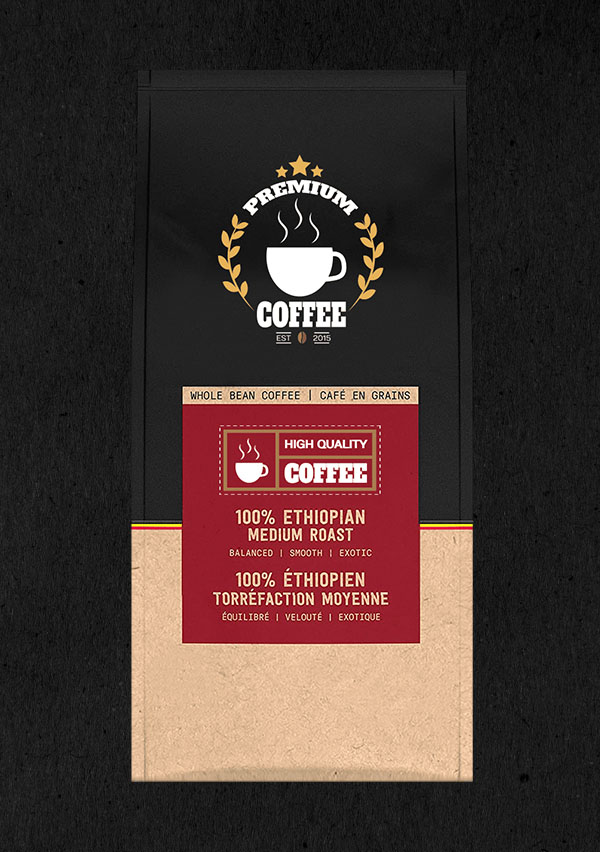 PREMIUM
COFFEE
EST 2015
WHOLE BEAN COFFEE | CAFÉ EN GRAINS
HIGH QUALITY
COFFEE
100% ETHIOPIAN
MEDIUM ROAST
BALANCED | SMOOTH | EXOTIC
100% ÉTHIOPIEN
TORRÉFACTION MOYENNE
ÉQUILIBRÉ | VELOUTÉ | EXOTIQUE